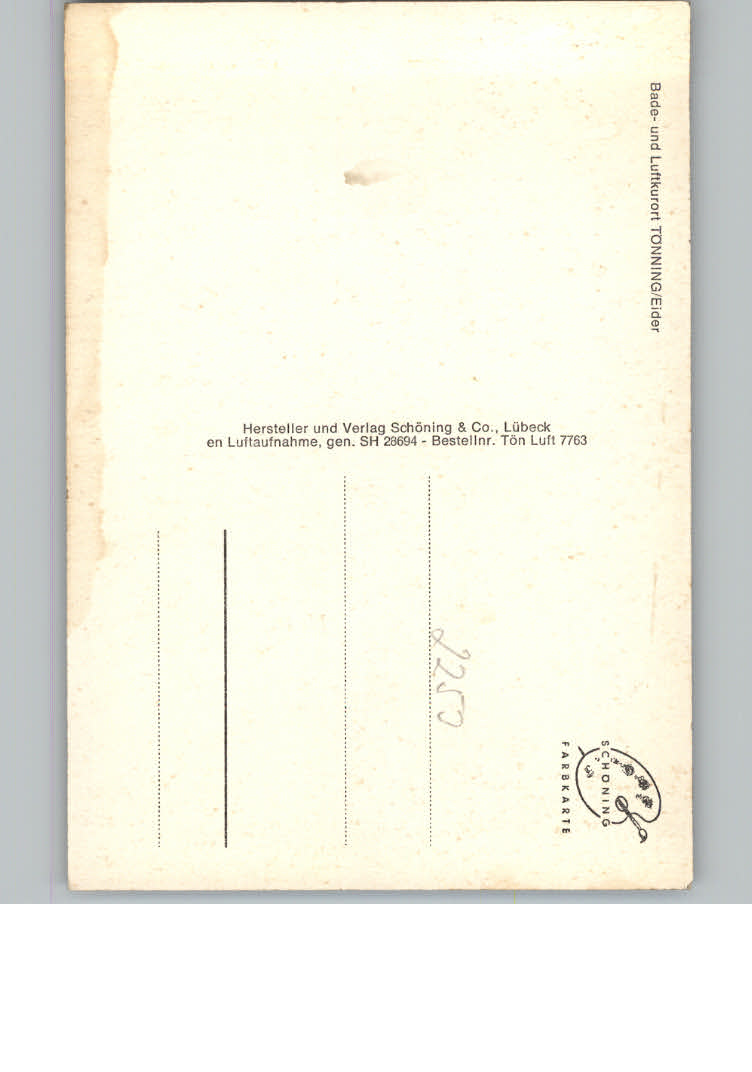 Bade- und Luftkurort TÖNNING/Eider
Hersteller und Verlag Schöning & Co., Lübeck
en Luftaufnahme, gen. SH 28694 - Bestellnr. Tön Luft 7763
2250
SCHÖNING
FARBKARTE